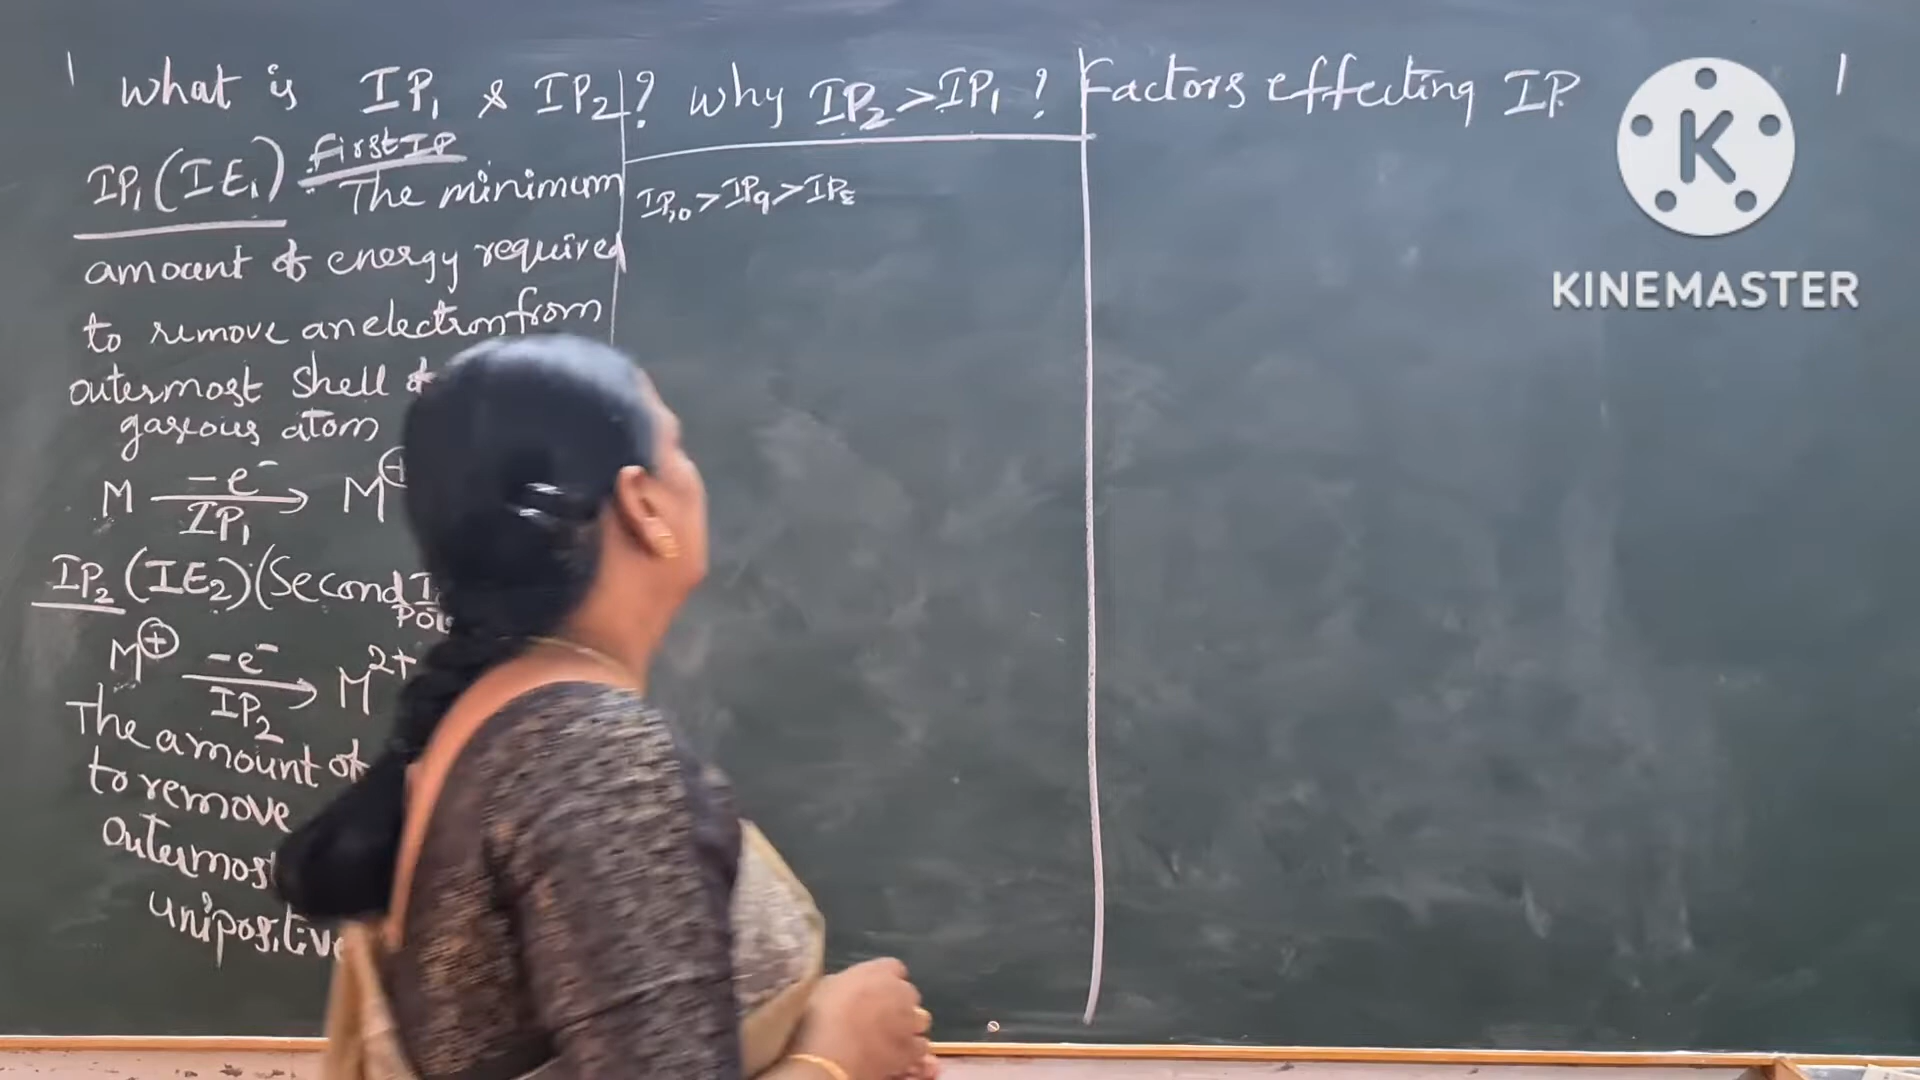 What is IP₁ & IP₂ ? Why IP₂ > IP₁ ? Factors effecting IP
IP₁ (IE₁) First IP
The minimum
amount of energy required
to remove an electron from
outermost shell
gaseous atom
M -e⁻ IP₁ → M⊕
IP₂ (IE₂) (Second
M⊕ -e⁻ IP₂ → M²⁺
The amount of
to remove
outermost
unipositive
IP₁₀ > IP₉ > IP₈
K
KINEMASTER